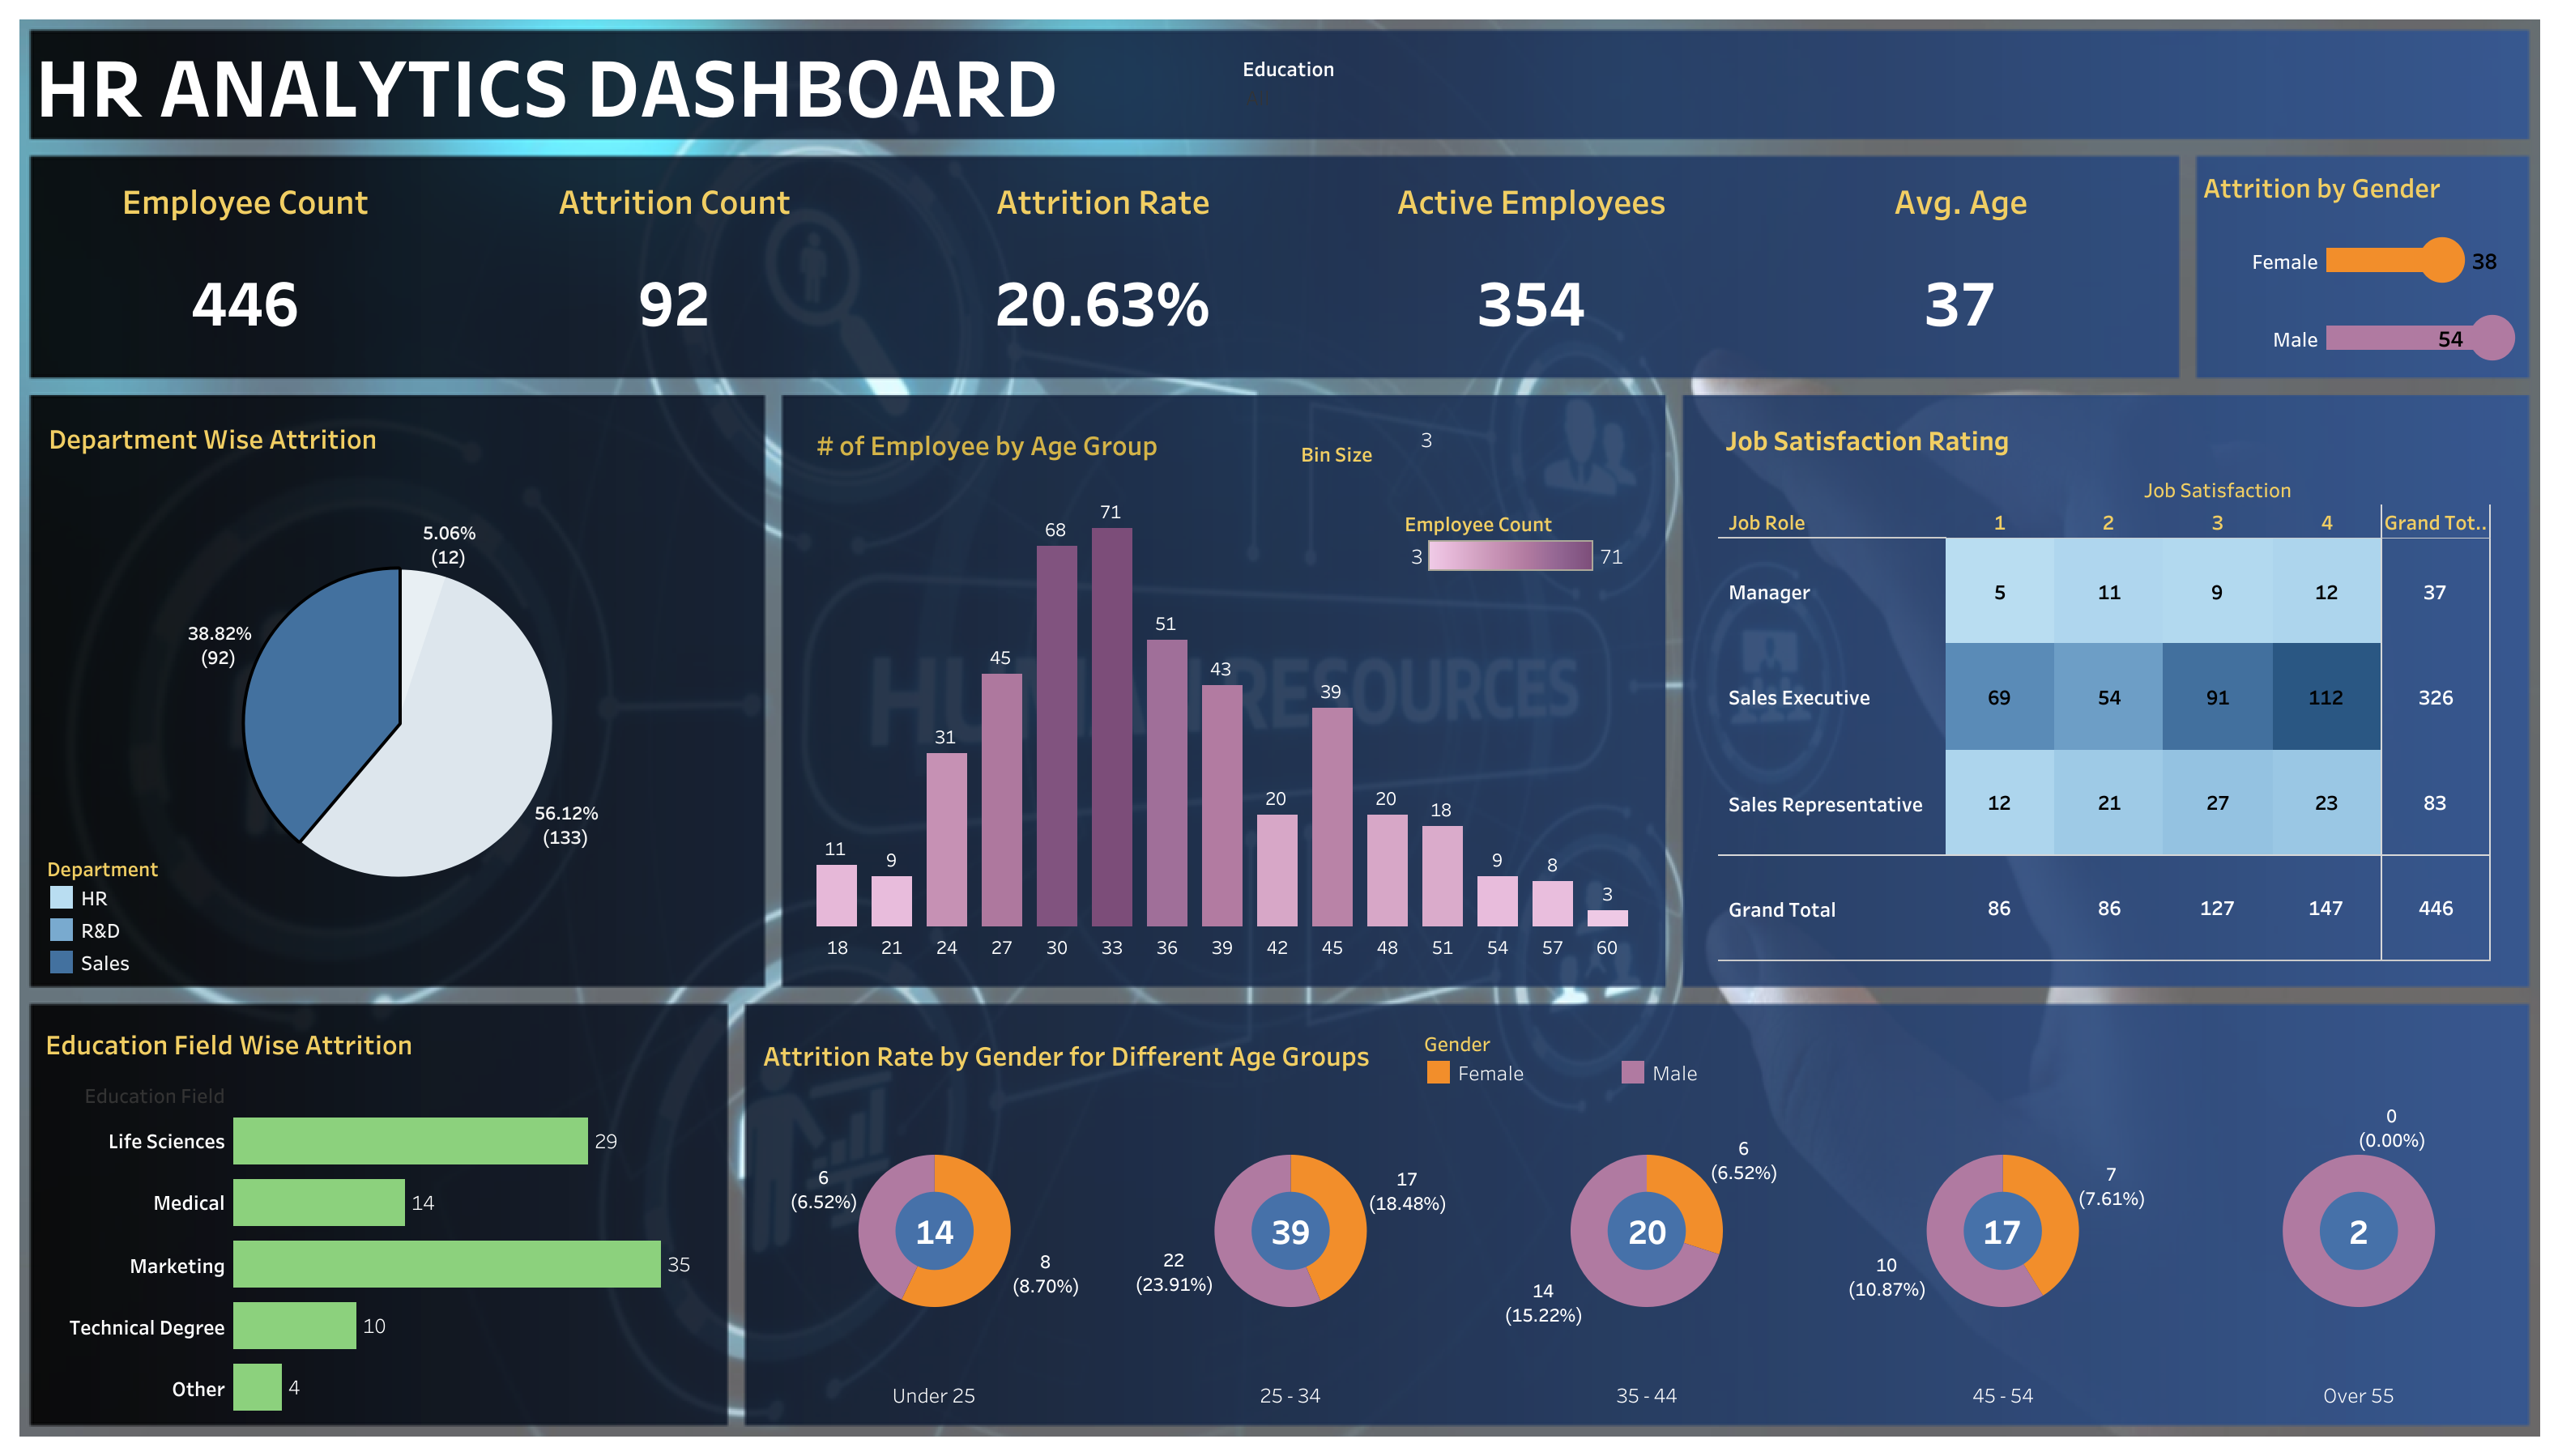 HR ANALYTICS DASHBOARD
Education
Employee Count
Attrition Count
Attrition Rate
Active Employees
Avg. Age
446
92
20.63%
354
37
Attrition by Gender
Female 38
Male 54
Department Wise Attrition
5.06%
(12)
38.82%
(92)
56.12%
(133)
Department
HR
R&D
Sales
# of Employee by Age Group
Bin Size 3
Employee Count
3 71
11 9 31 45 68 71 51 43 20 39 20 18 9 8 3
18 21 24 27 30 33 36 39 42 45 48 51 54 57 60
HUMAN RESOURCES
Job Satisfaction Rating
Job Satisfaction
Job Role 1 2 3 4 Grand Tot..
Manager 5 11 9 12 37
Sales Executive 69 54 91 112 326
Sales Representative 12 21 27 23 83
Grand Total 86 86 127 147 446
Education Field Wise Attrition
Education Field
Life Sciences 29
Medical 14
Marketing 35
Technical Degree 10
Other 4
Attrition Rate by Gender for Different Age Groups
Gender
Female Male
6
(6.52%)
14
8
(8.70%)
Under 25
17
(18.48%)
39
22
(23.91%)
25 - 34
6
(6.52%)
20
14
(15.22%)
35 - 44
7
(7.61%)
17
10
(10.87%)
45 - 54
0
(0.00%)
2
Over 55